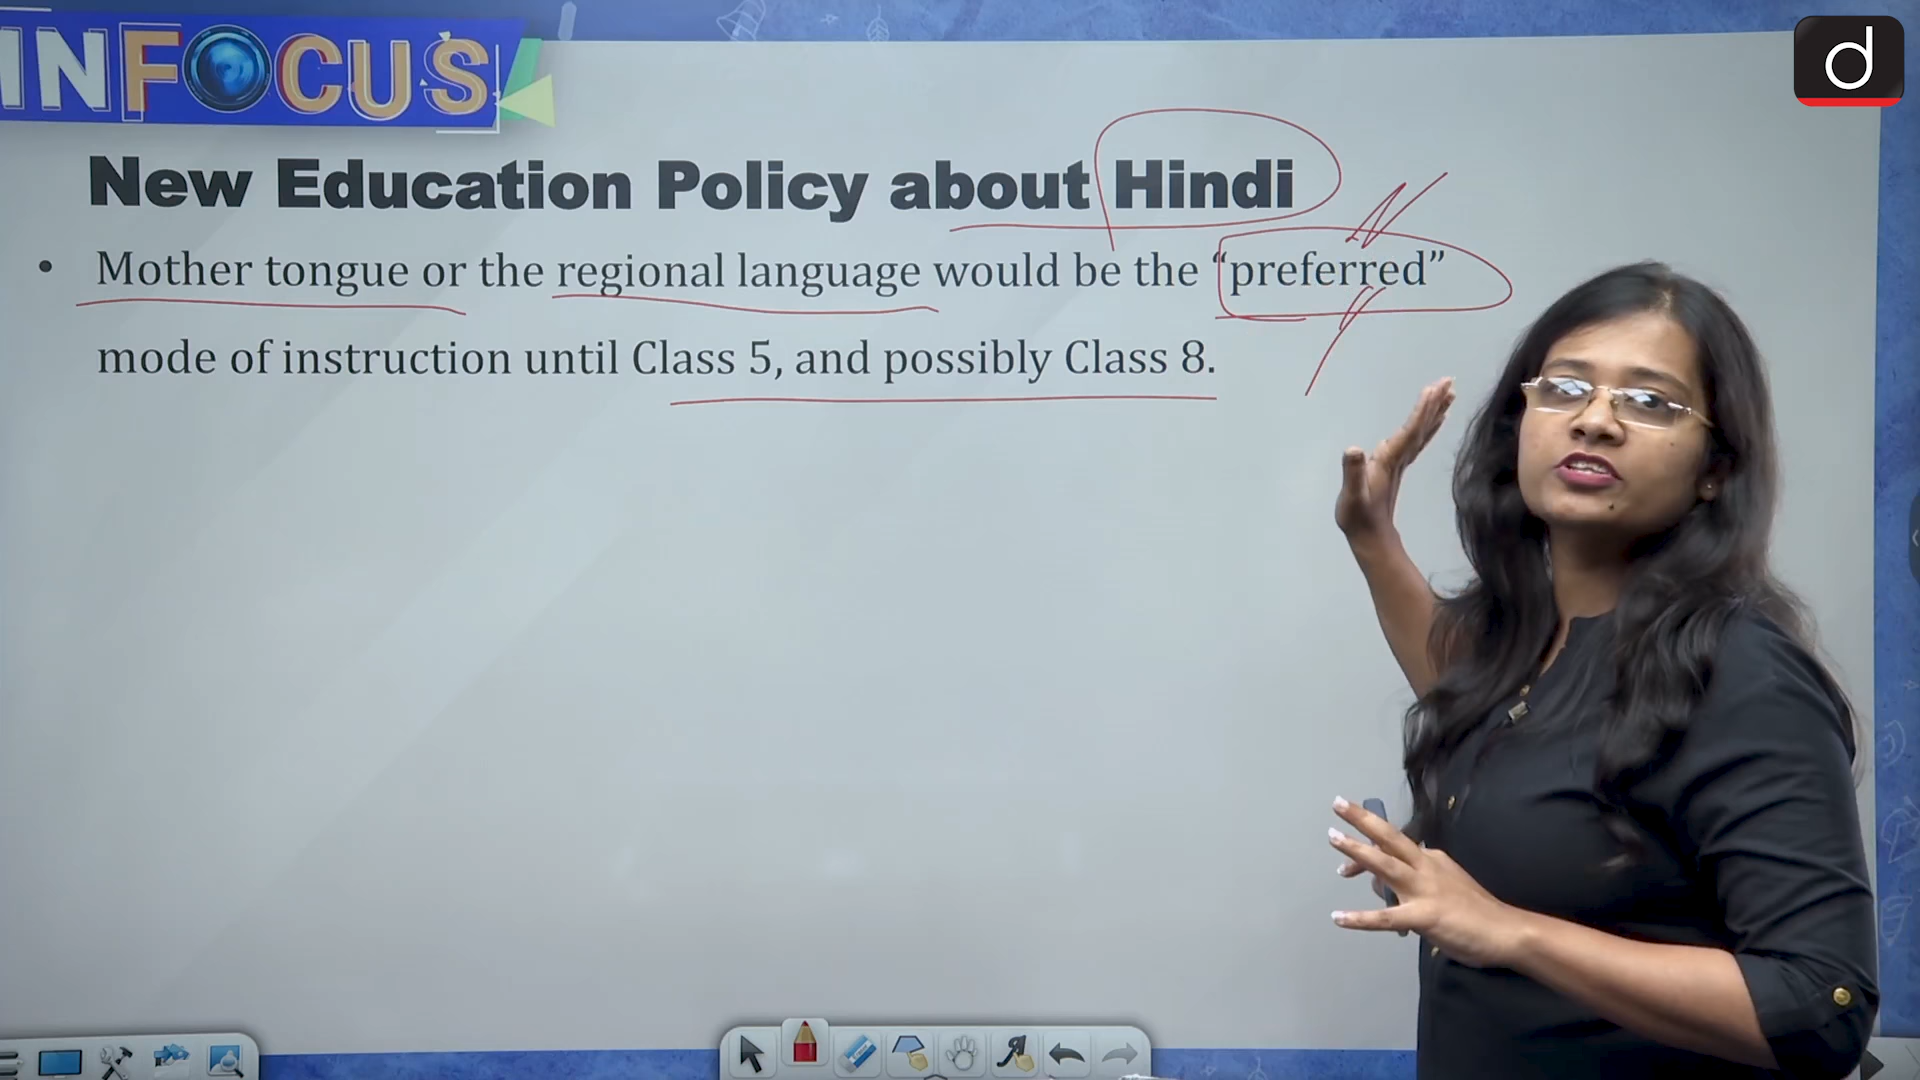 INFOCUS
d
New Education Policy about Hindi
• Mother tongue or the regional language would be the “preferred”
mode of instruction until Class 5, and possibly Class 8.